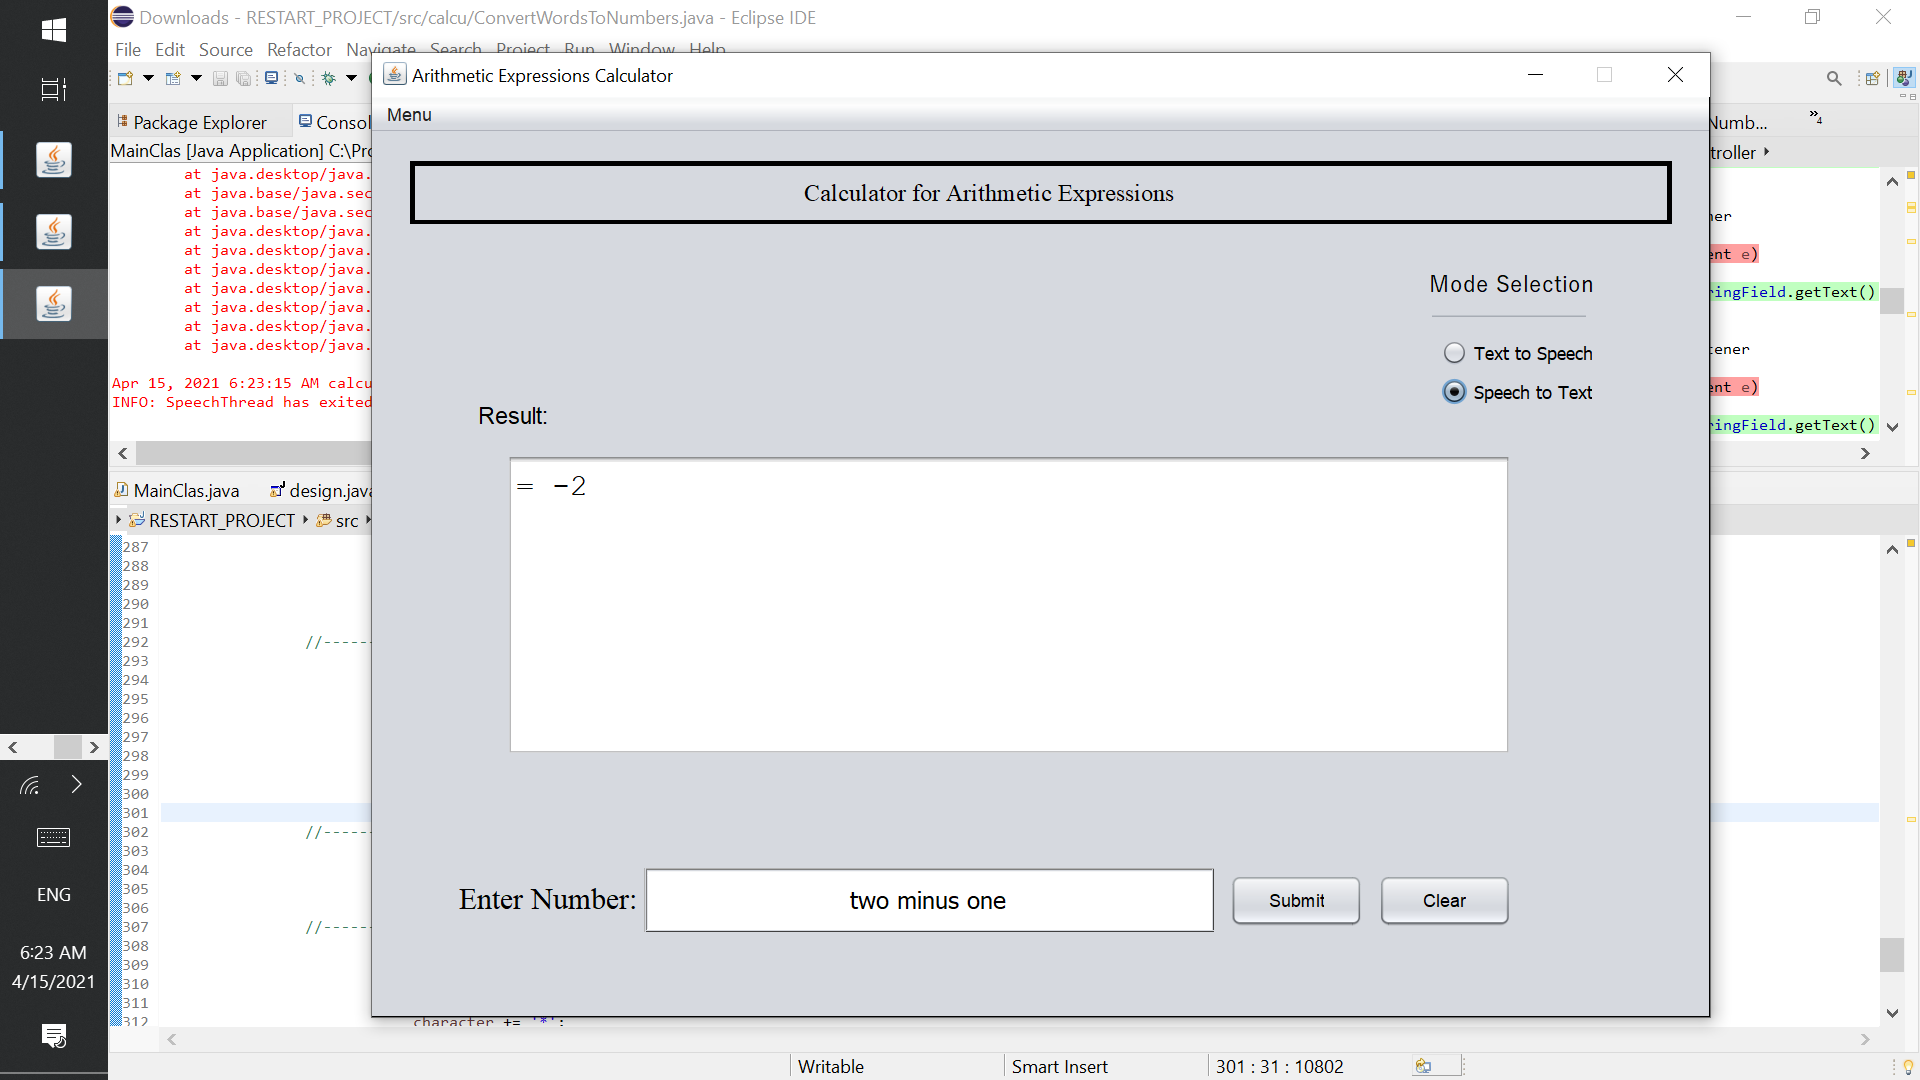 Downloads - RESTART_PROJECT/src/calcu/ConvertWordsToNumbers.java - Eclipse IDE
File Edit Source Refactor Navigate Search Project Run Window Help
Arithmetic Expressions Calculator
Menu
Package Explorer
Consol
MainClas [Java Application] C:\Pro
at java.desktop/java.
at java.base/java.sec
at java.base/java.sec
at java.desktop/java.
at java.desktop/java.
at java.desktop/java.
at java.desktop/java.
at java.desktop/java.
at java.desktop/java.
at java.desktop/java.
Apr 15, 2021 6:23:15 AM calcu
INFO: SpeechThread has exited
Numb...
4
troller
ner
ent e)
ringField.getText()
tener
ent e)
ringField.getText()
Calculator for Arithmetic Expressions
Mode Selection
Text to Speech
Speech to Text
Result:
= -2
MainClas.java
design.java
RESTART_PROJECT
src
287
288
289
290
291
292 //------
293
294
295
296
297
298
299
300
301
302 //------
303
304
305
306
307 //------
308
309
310
311
312 character += '*';
Enter Number:
two minus one
Submit
Clear
ENG
6:23 AM
4/15/2021
Writable
Smart Insert
301 : 31 : 10802